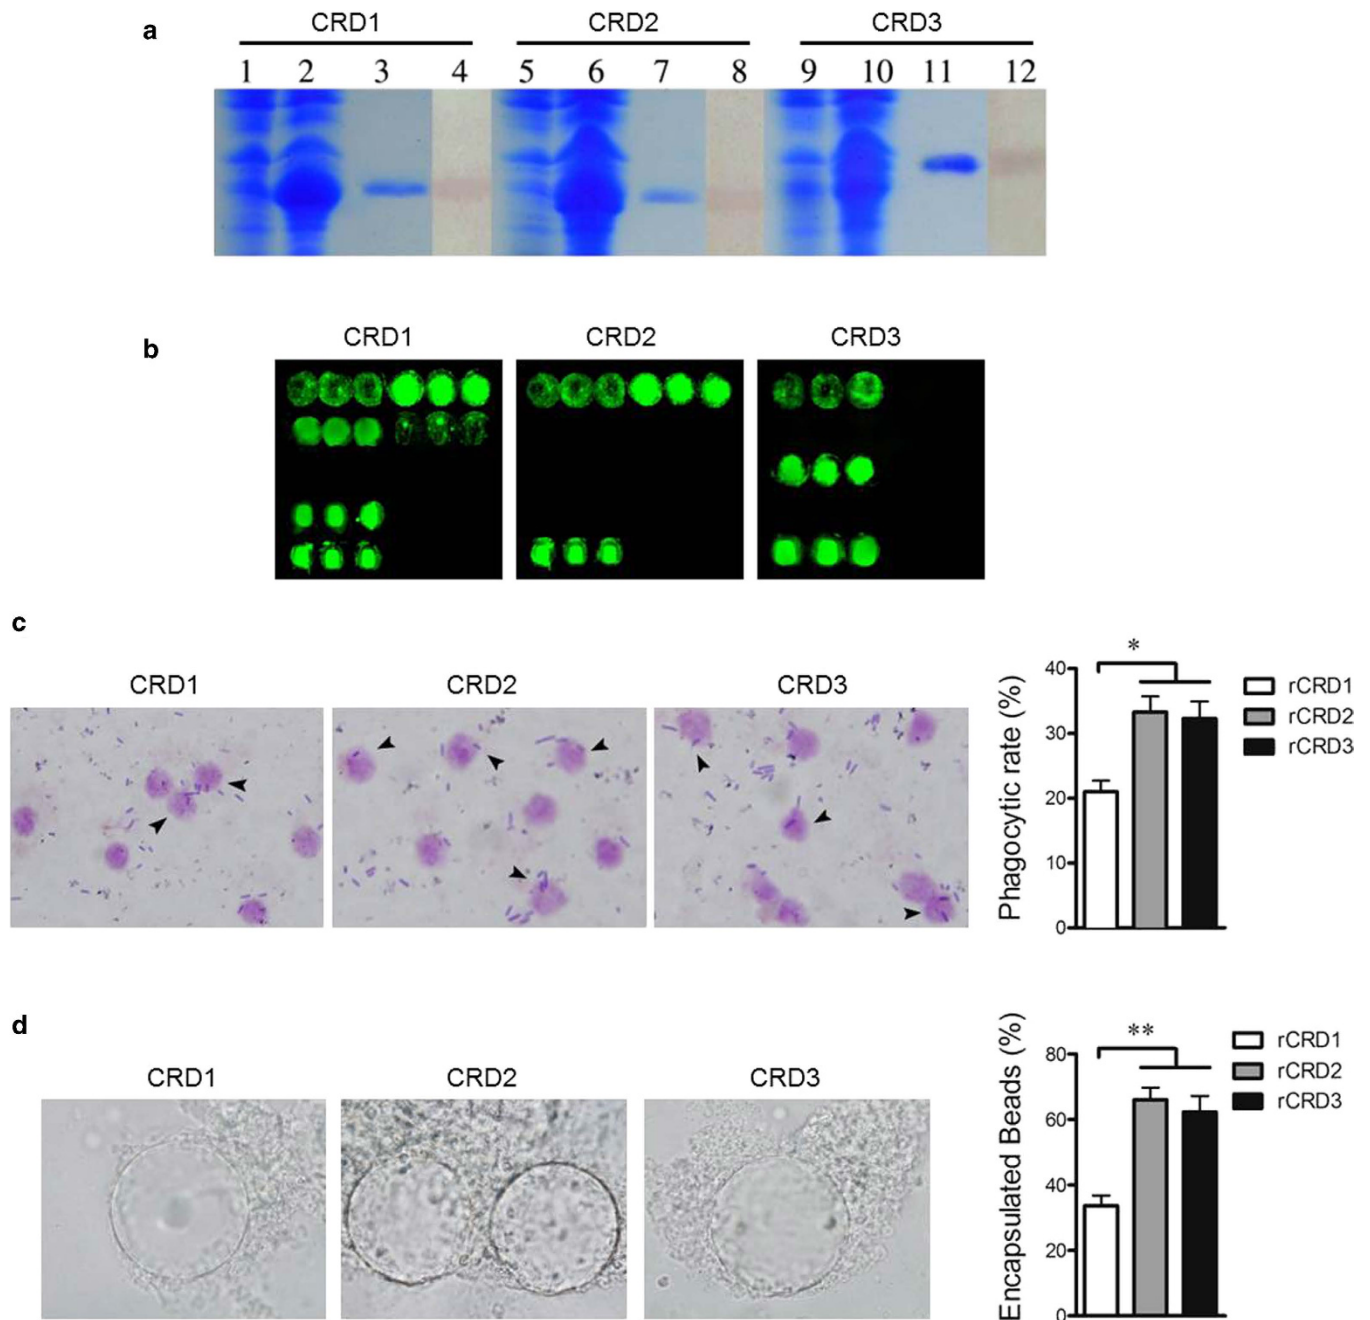 a
CRD1 CRD2 CRD3
1 2 3 4 5 6 7 8 9 10 11 12
b
CRD1 CRD2 CRD3
c
CRD1 CRD2 CRD3
Phagocytic rate (%)
40
30
20
10
0
*
rCRD1
rCRD2
rCRD3
d
CRD1 CRD2 CRD3
Encapsulated Beads (%)
80
60
40
20
0
**
rCRD1
rCRD2
rCRD3